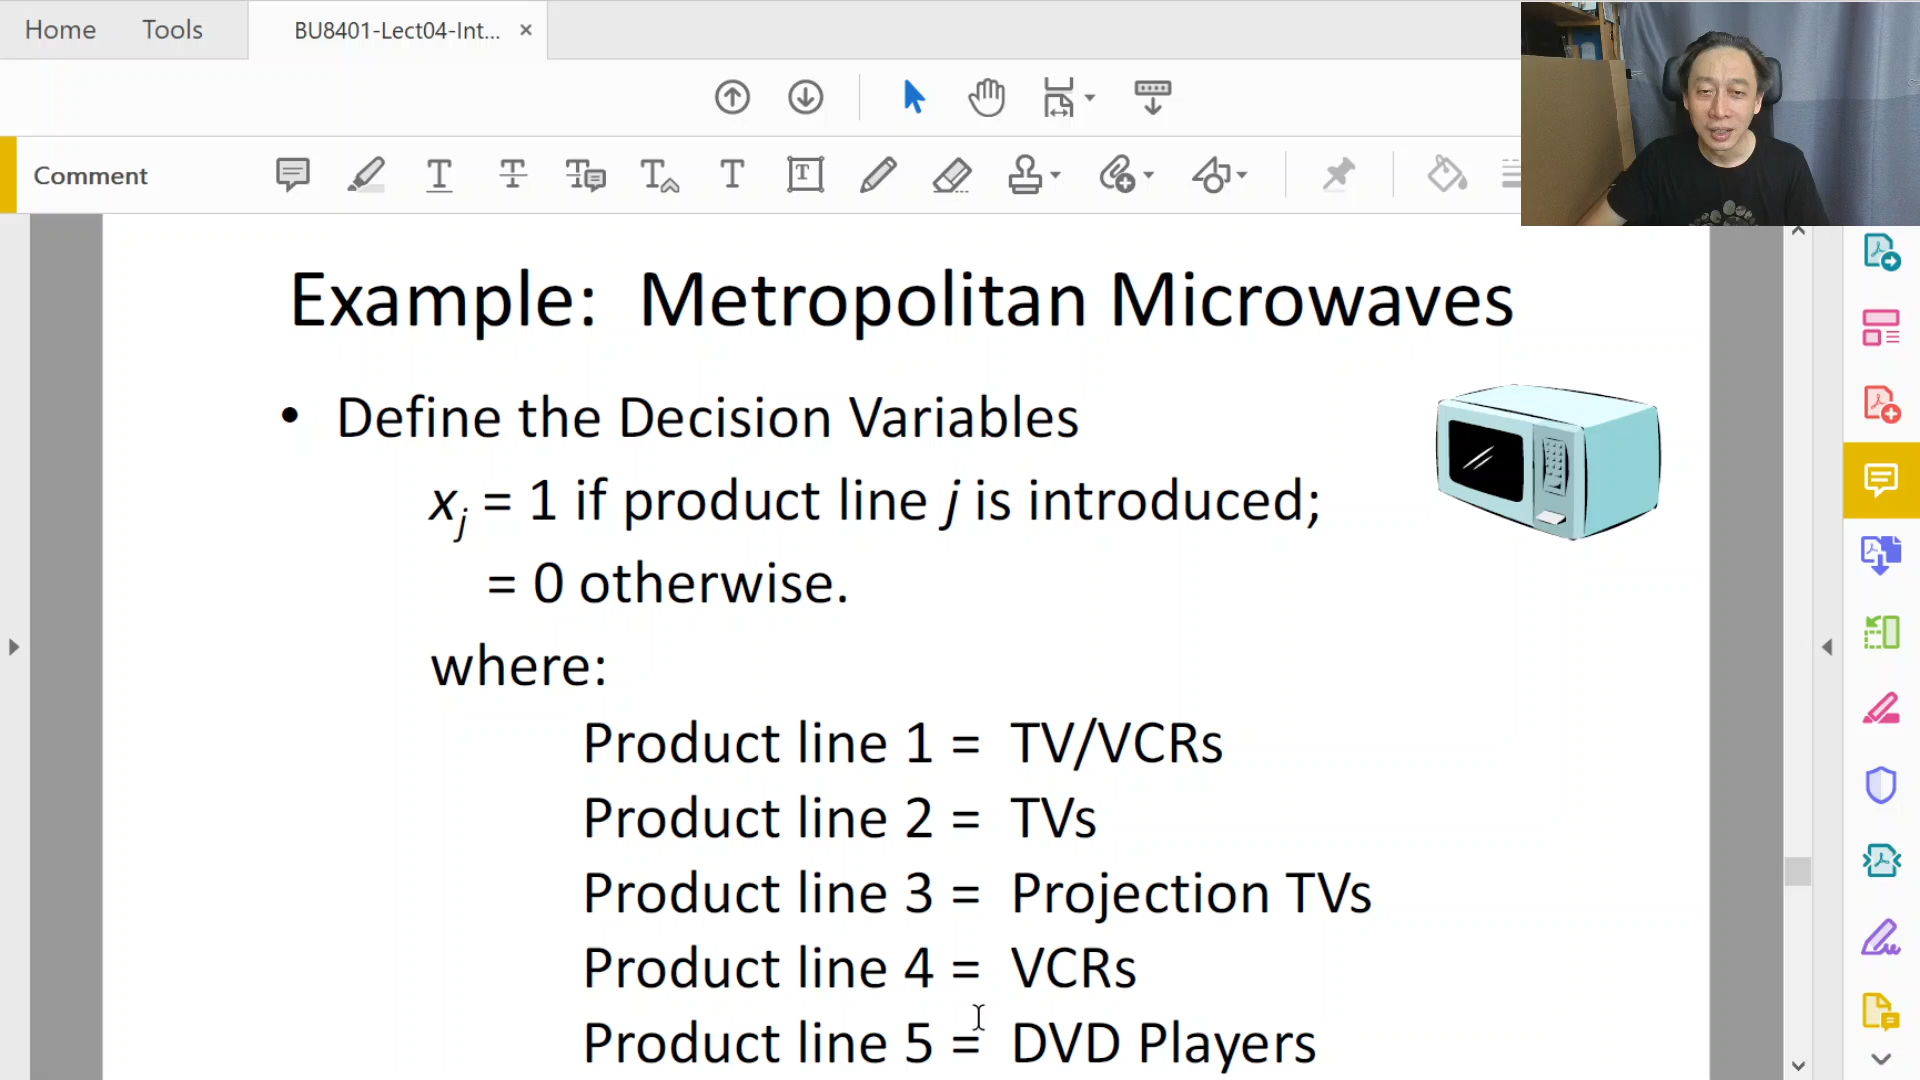 Home
Tools
BU8401-Lect04-Int...
Comment
Example: Metropolitan Microwaves
• Define the Decision Variables
xj = 1 if product line j is introduced;
= 0 otherwise.
where:
Product line 1 = TV/VCRs
Product line 2 = TVs
Product line 3 = Projection TVs
Product line 4 = VCRs
Product line 5 = DVD Players